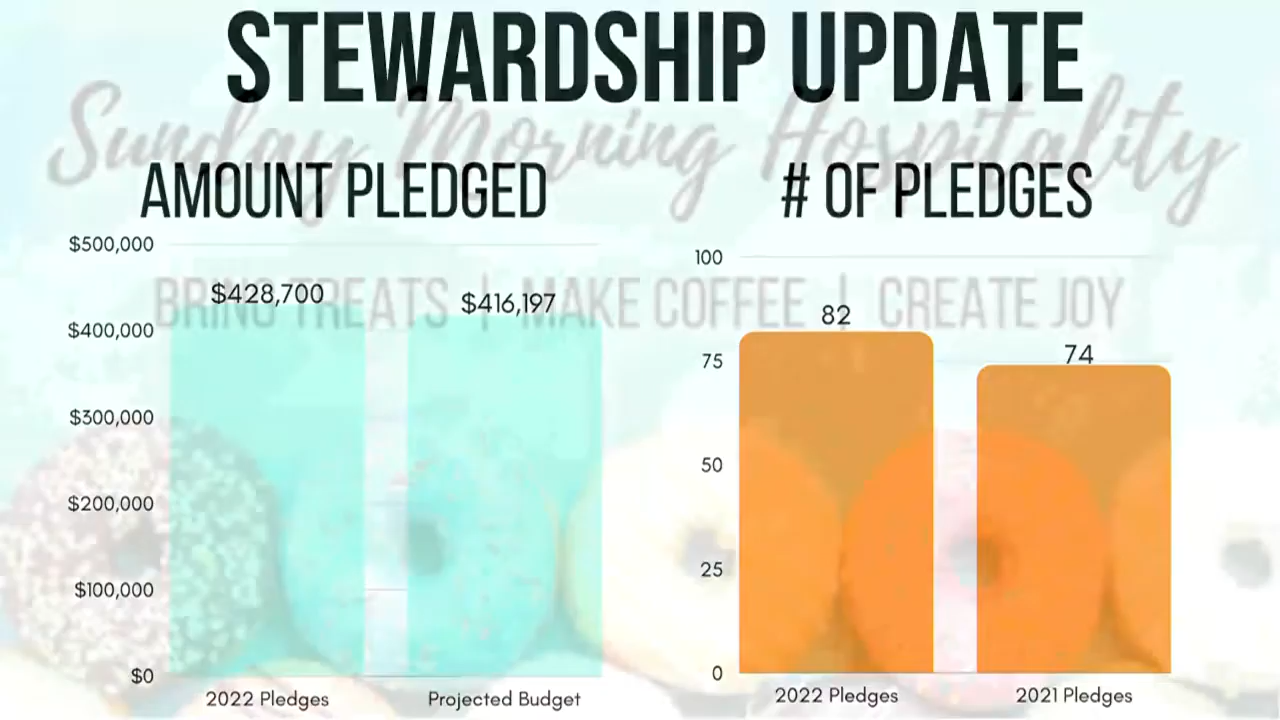 STEWARDSHIP UPDATE
Sunday Morning Hospitality
AMOUNT PLEDGED
# OF PLEDGES
BRING TREATS | MAKE COFFEE | CREATE JOY
$500,000
$428,700
$416,197
$400,000
$300,000
$200,000
$100,000
$0
2022 Pledges
Projected Budget
100
82
74
75
50
25
0
2022 Pledges
2021 Pledges